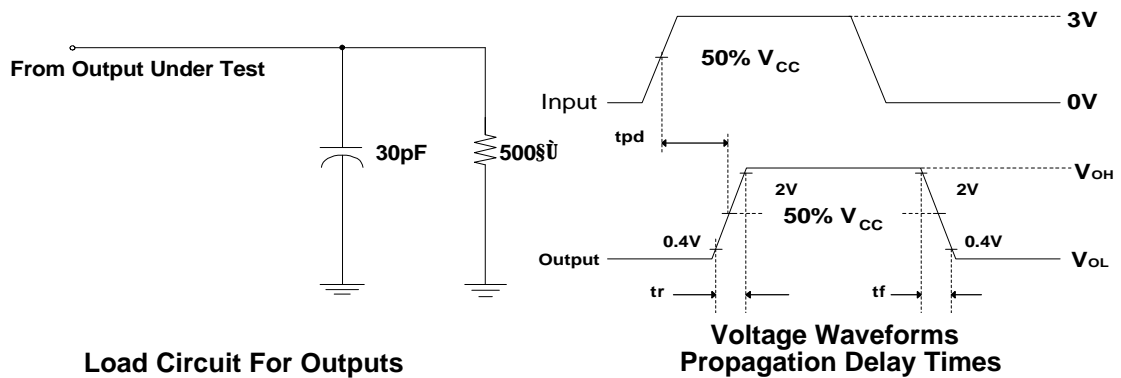 From Output Under Test
30pF
500§Ù
Load Circuit For Outputs
3V
50% VCC
Input
0V
tpd
VOH
2V
2V
50% VCC
0.4V
0.4V
Output
VOL
tr
tf
Voltage Waveforms
Propagation Delay Times